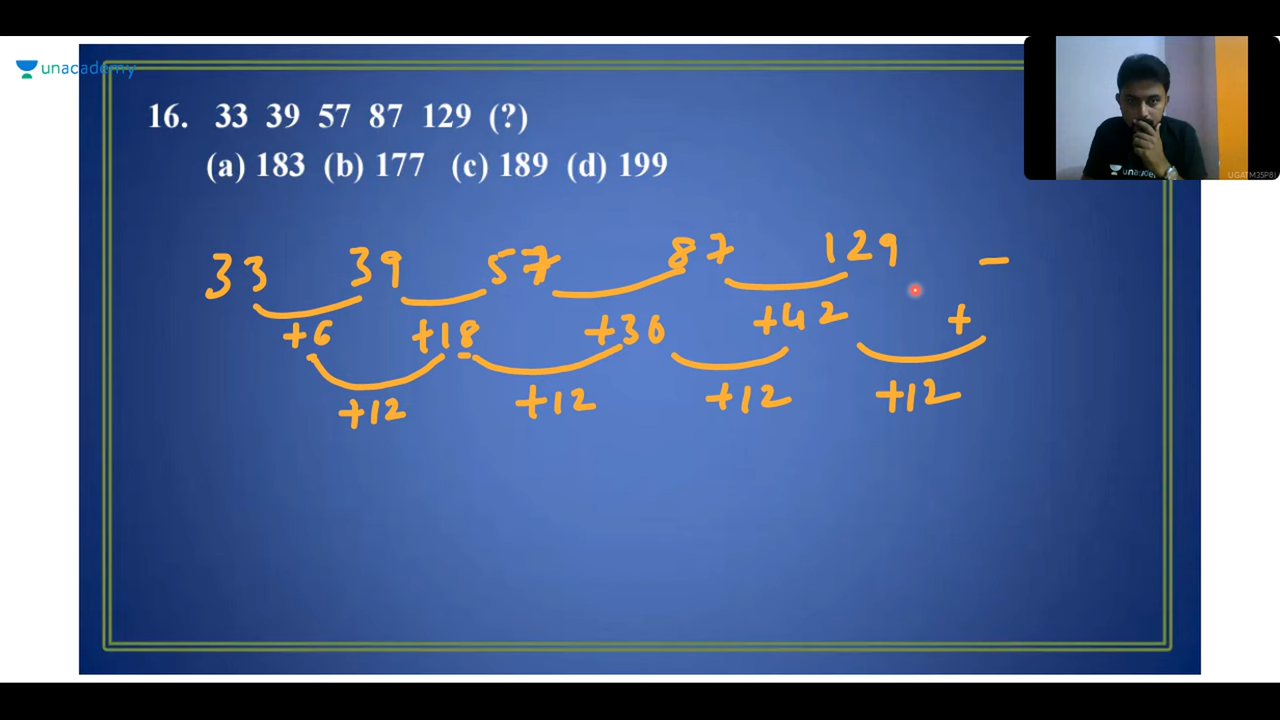 unacademy
16. 33 39 57 87 129 (?)
(a) 183 (b) 177 (c) 189 (d) 199
33 39 57 87 129 –
+6 +18 +30 +42 +
+12 +12 +12 +12
UGATM35P8I